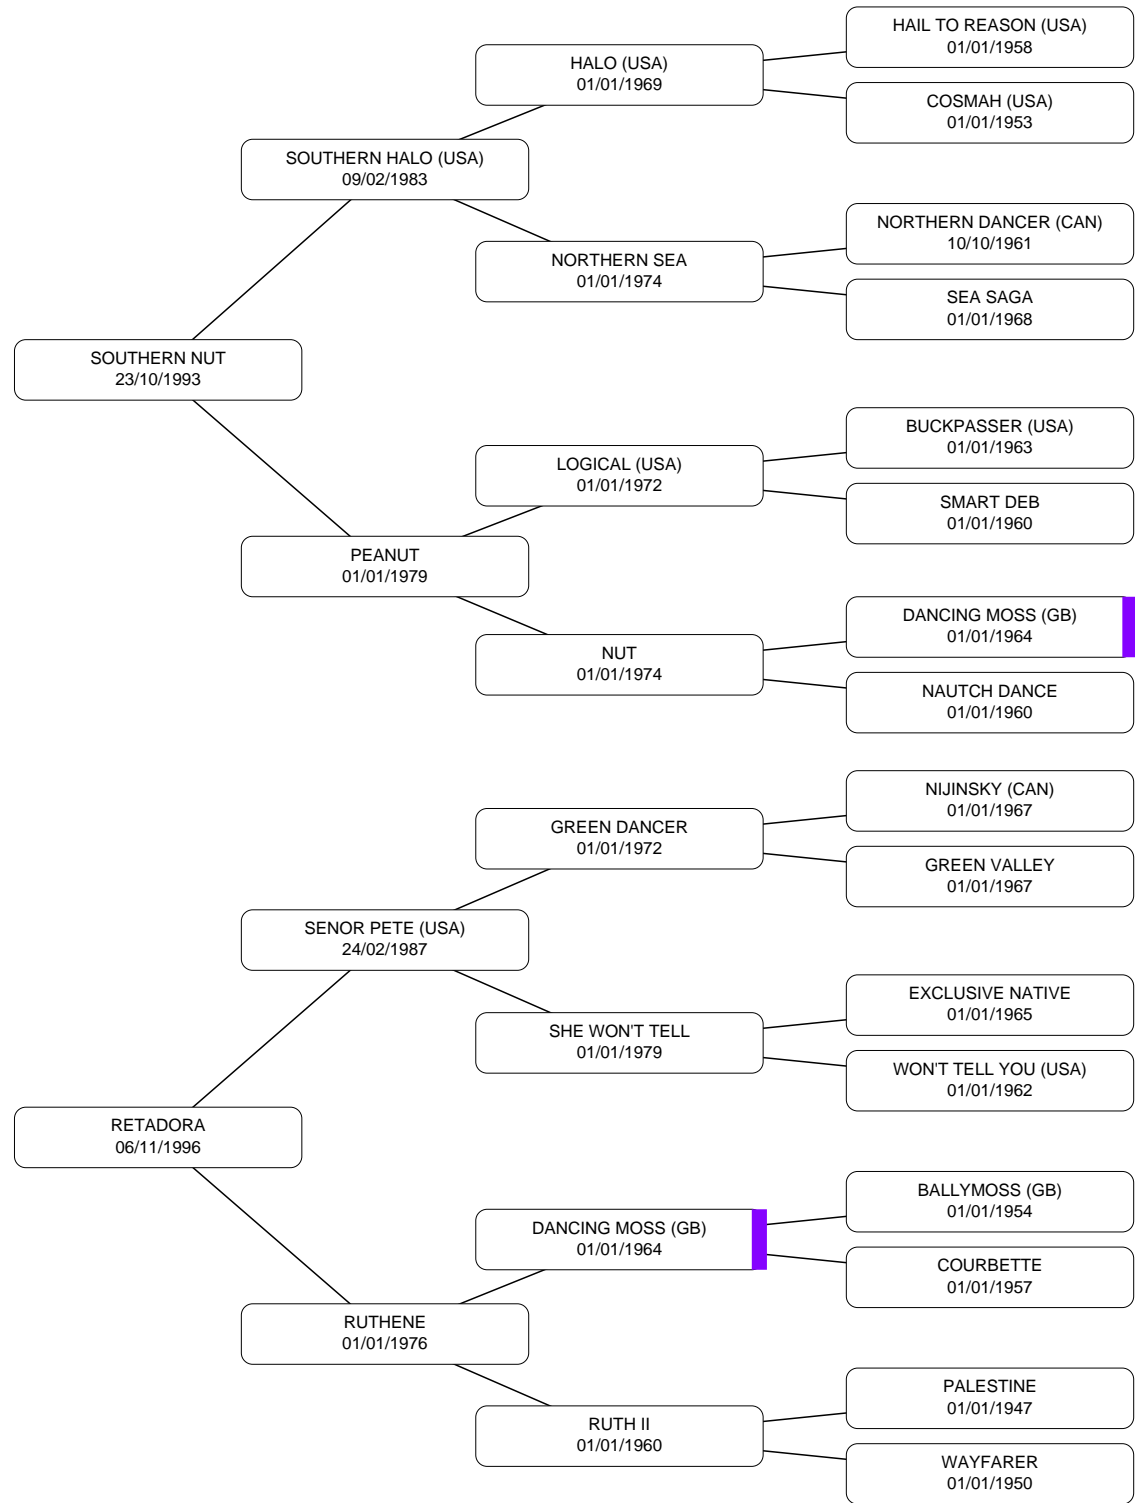 HAIL TO REASON (USA)
01/01/1958
HALO (USA)
01/01/1969
COSMAH (USA)
01/01/1953
SOUTHERN HALO (USA)
09/02/1983
NORTHERN DANCER (CAN)
10/10/1961
NORTHERN SEA
01/01/1974
SEA SAGA
01/01/1968
SOUTHERN NUT
23/10/1993
BUCKPASSER (USA)
01/01/1963
LOGICAL (USA)
01/01/1972
SMART DEB
01/01/1960
PEANUT
01/01/1979
DANCING MOSS (GB)
01/01/1964
NUT
01/01/1974
NAUTCH DANCE
01/01/1960
NIJINSKY (CAN)
01/01/1967
GREEN DANCER
01/01/1972
GREEN VALLEY
01/01/1967
SENOR PETE (USA)
24/02/1987
EXCLUSIVE NATIVE
01/01/1965
SHE WON'T TELL
01/01/1979
WON'T TELL YOU (USA)
01/01/1962
RETADORA
06/11/1996
BALLYMOSS (GB)
01/01/1954
DANCING MOSS (GB)
01/01/1964
COURBETTE
01/01/1957
RUTHENE
01/01/1976
PALESTINE
01/01/1947
RUTH II
01/01/1960
WAYFARER
01/01/1950